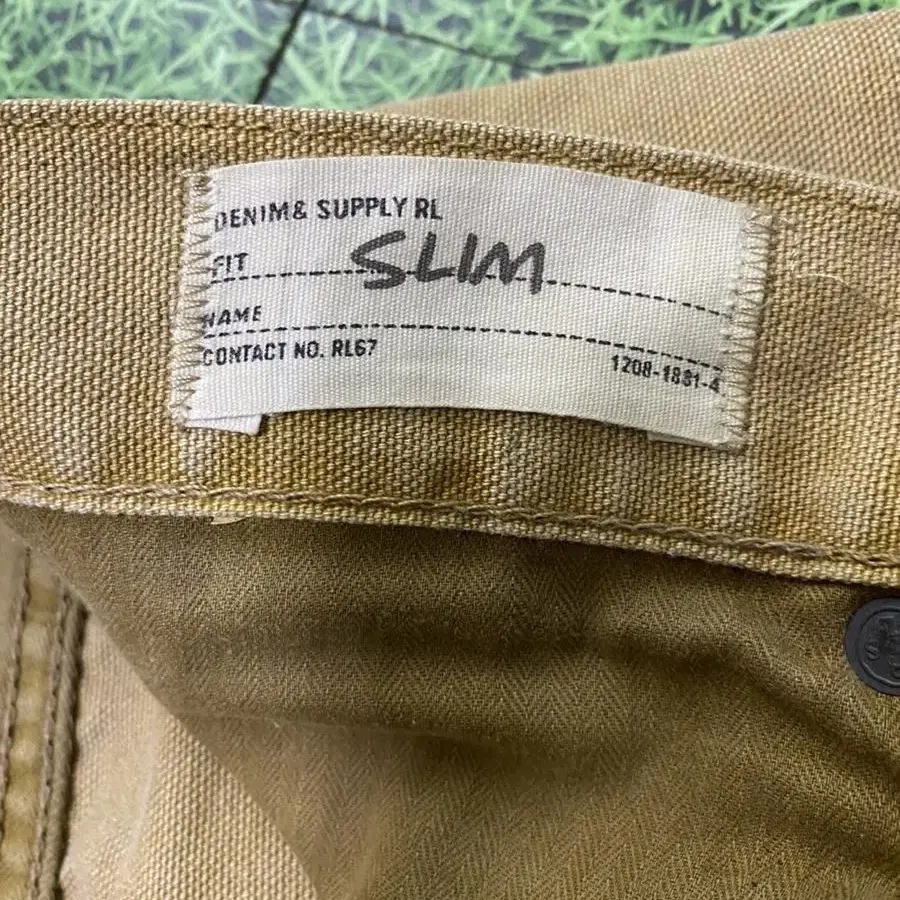 DENIM& SUPPLY RL
FIT SLIM
NAME
CONTACT NO. RL67 1208-1881-4